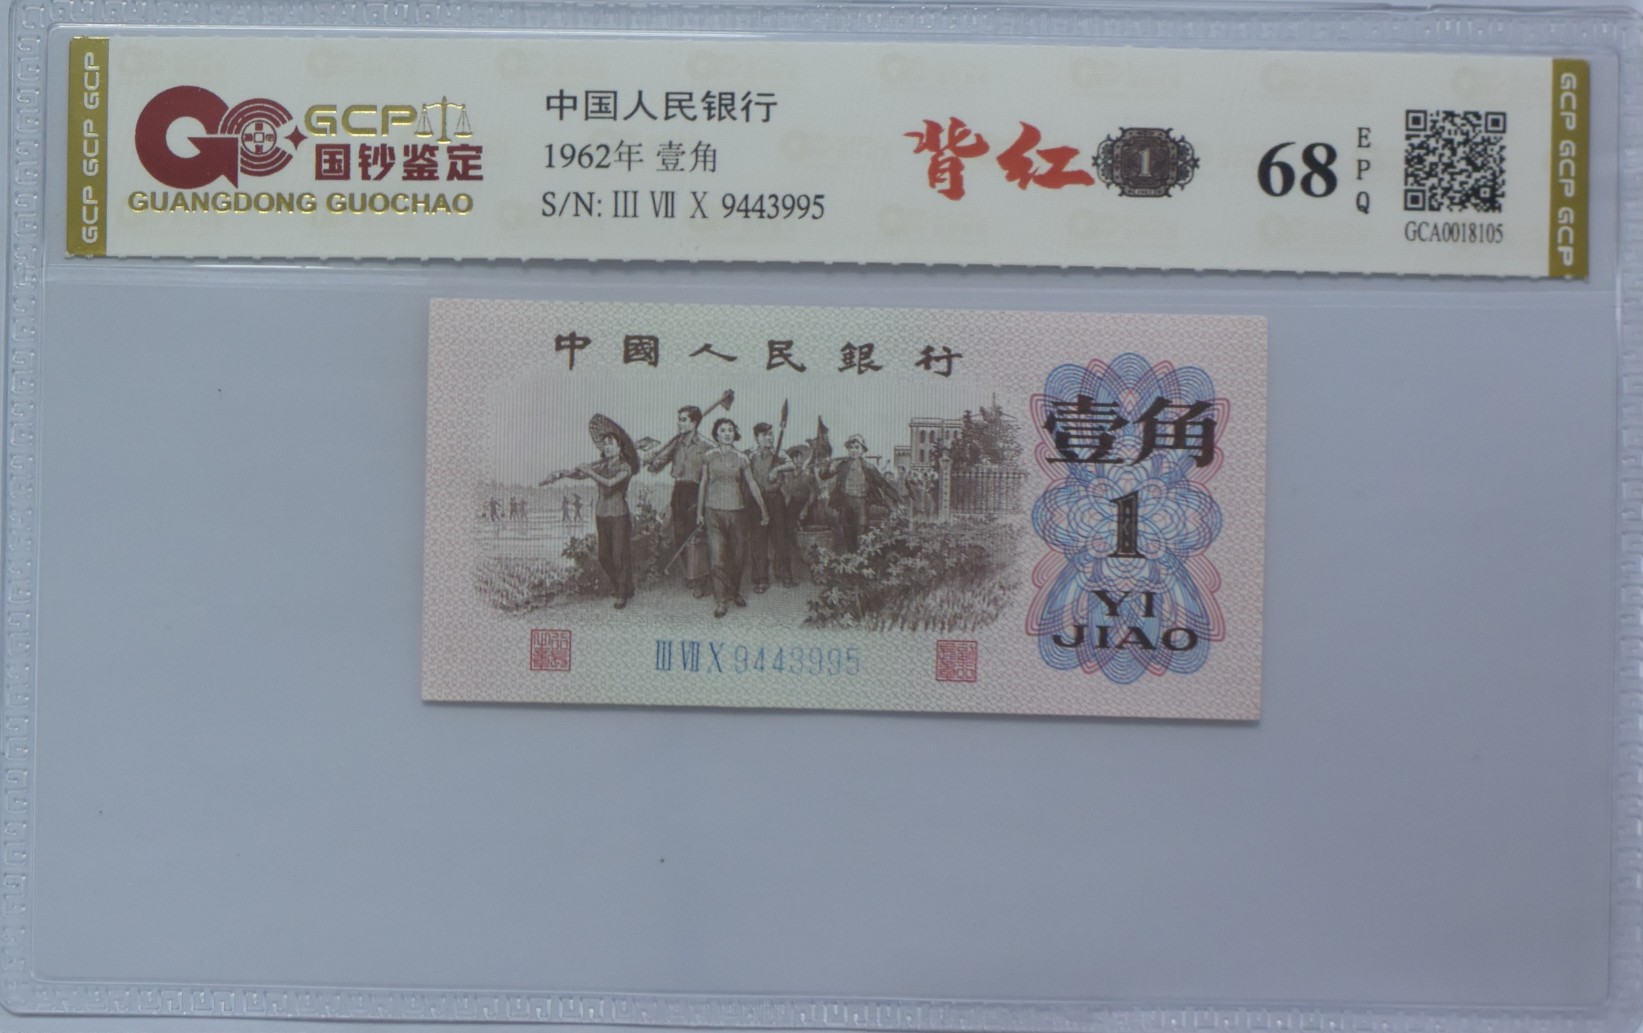 GCP GCP GCP
GCP
国钞鉴定
GUANGDONG GUOCHAO
中国人民银行
1962年 壹角
S/N: III VII X 9443995
背红
1
68
EPQ
GCA0018105
GCP GCP GCP
中國人民銀行
壹角
1
YI
JIAO
III VII X 9443995